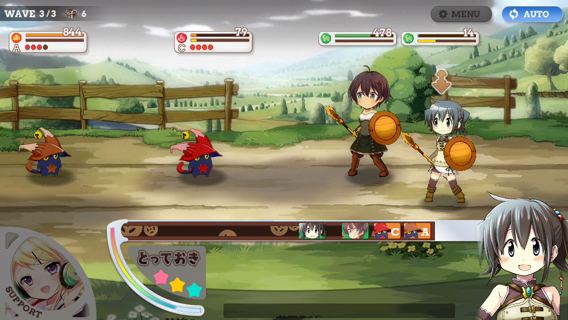 WAVE 3/3 6
MENU
AUTO
844
A
79
C
478
14
C A
とっておき
SUPPORT